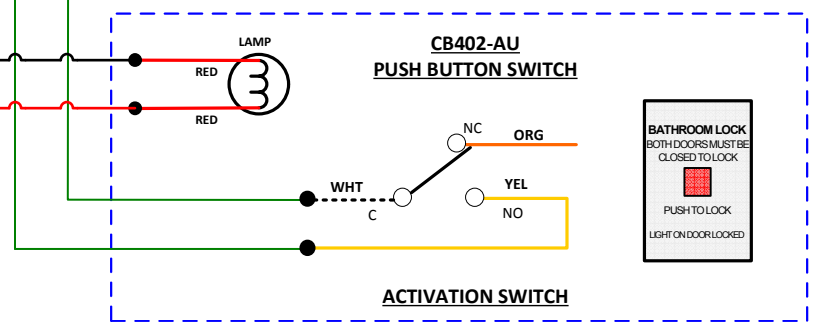 LAMP
RED
RED
CB402-AU
PUSH BUTTON SWITCH
NC
ORG
WHT
C
YEL
NO
BATHROOM LOCK
BOTH DOORS MUST BE
CLOSED TO LOCK
PUSH TO LOCK
LIGHT ON DOOR LOCKED
ACTIVATION SWITCH